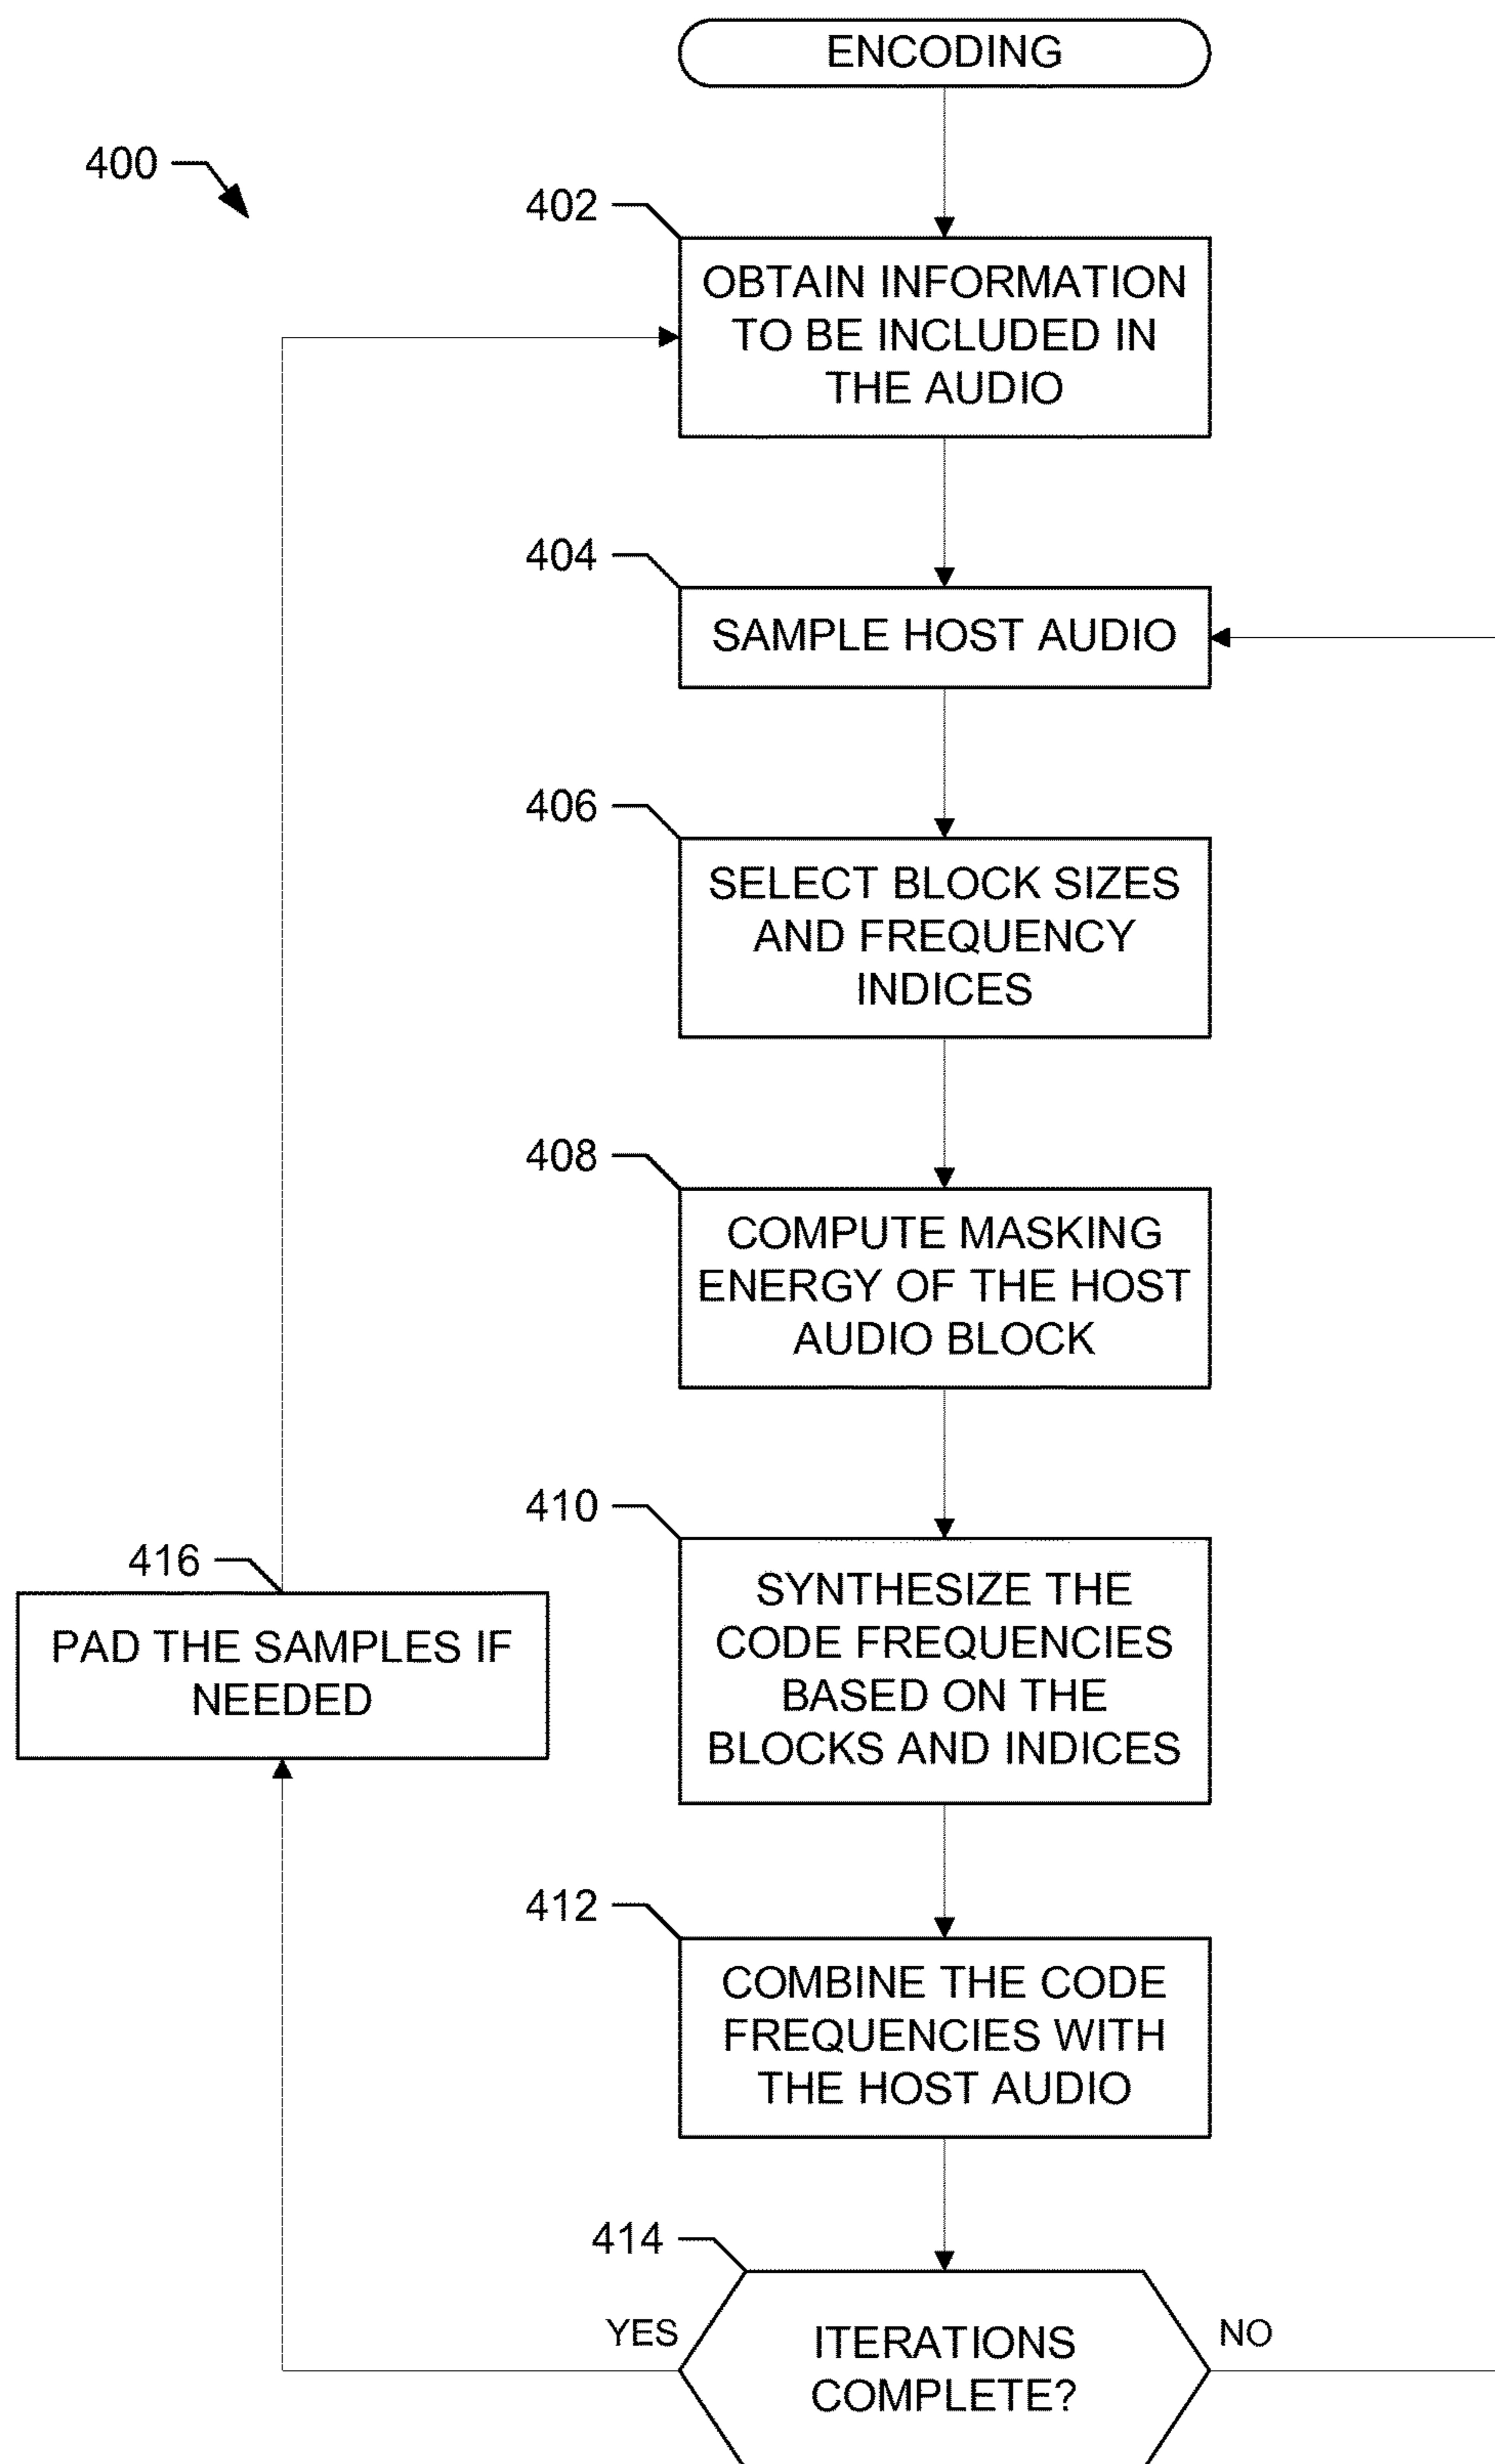 ENCODING
400
402
OBTAIN INFORMATION
TO BE INCLUDED IN
THE AUDIO
404
SAMPLE HOST AUDIO
406
SELECT BLOCK SIZES
AND FREQUENCY
INDICES
408
COMPUTE MASKING
ENERGY OF THE HOST
AUDIO BLOCK
410
SYNTHESIZE THE
CODE FREQUENCIES
BASED ON THE
BLOCKS AND INDICES
416
PAD THE SAMPLES IF
NEEDED
412
COMBINE THE CODE
FREQUENCIES WITH
THE HOST AUDIO
414
YES
ITERATIONS
COMPLETE?
NO